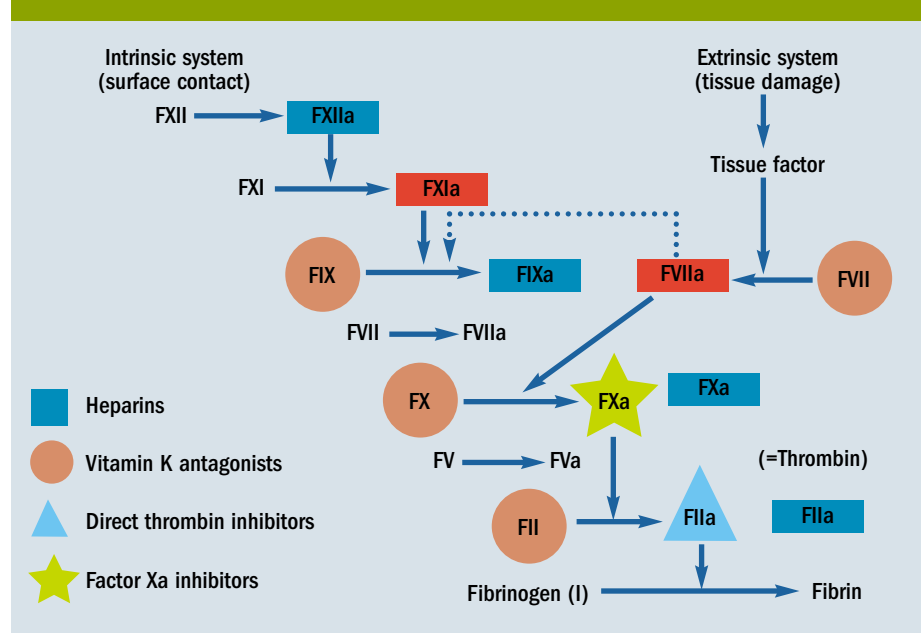 Intrinsic system
(surface contact)
Extrinsic system
(tissue damage)
FXII
FXIIa
Tissue factor
FXI
FXIa
FIX
FIXa
FVIIa
FVII
FVII
FVIIa
FX
FXa
FXa
Heparins
Vitamin K antagonists
FV
FVa
(=Thrombin)
Direct thrombin inhibitors
FII
FIIa
FIIa
Factor Xa inhibitors
Fibrinogen (I)
Fibrin